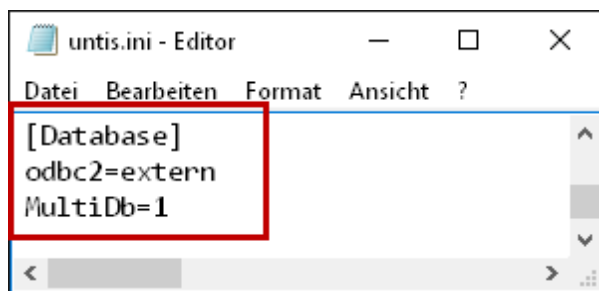 untis.ini - Editor
Datei Bearbeiten Format Ansicht ?
[Database]
odbc2=extern
MultiDb=1